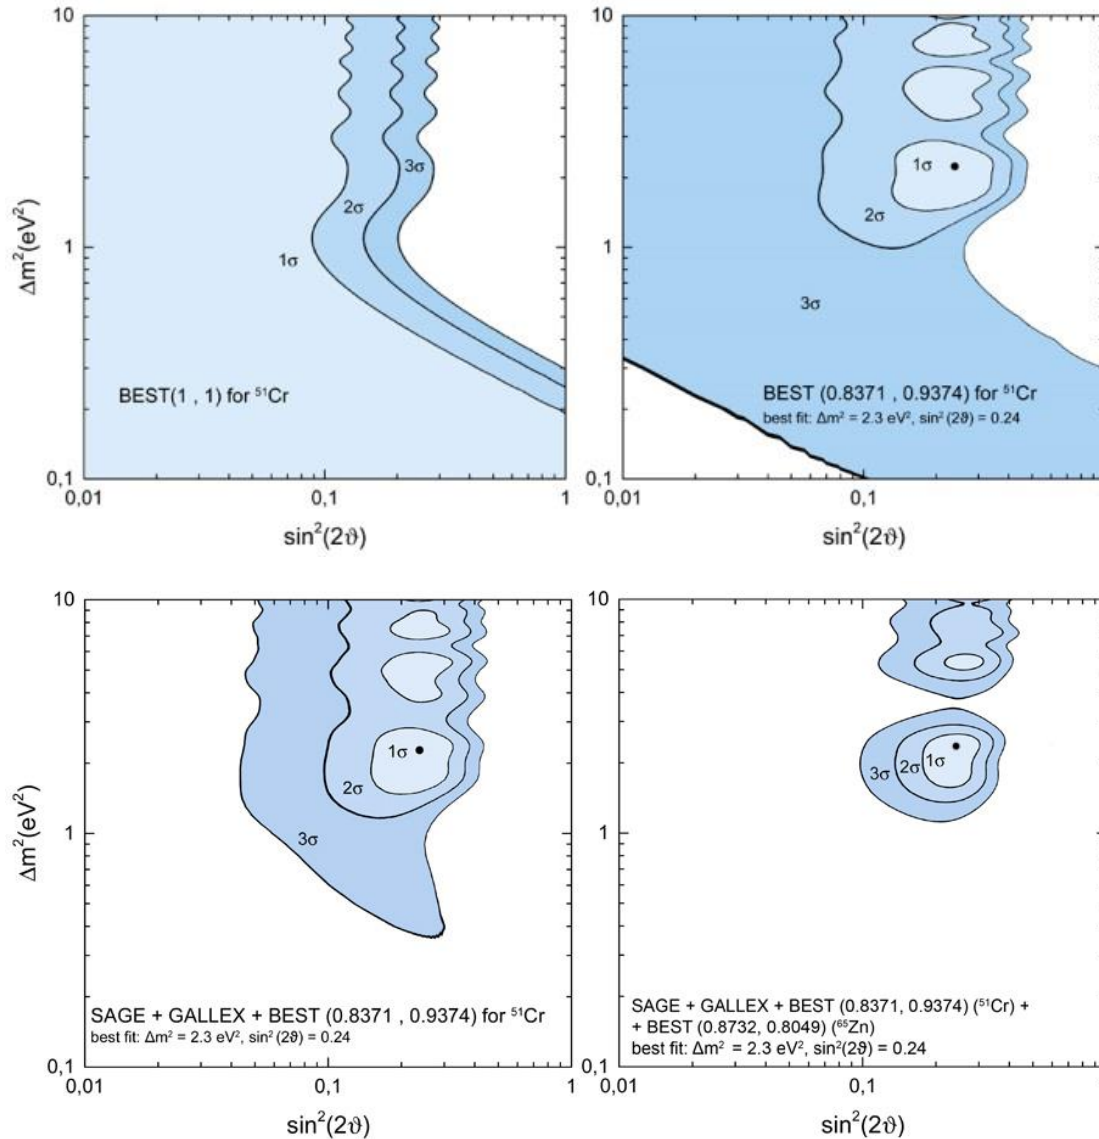 10
1
0,1
Δm²(eV²)
1σ
2σ
3σ
BEST(1 , 1) for ⁵¹Cr
0,01
0,1
1
sin²(2ϑ)
10
1
0,1
1σ
2σ
3σ
BEST (0.8371 , 0.9374) for ⁵¹Cr
best fit: Δm² = 2.3 eV², sin²(2ϑ) = 0.24
0,01
0,1
sin²(2ϑ)
10
1
0,1
Δm²(eV²)
1σ
2σ
3σ
SAGE + GALLEX + BEST (0.8371 , 0.9374) for ⁵¹Cr
best fit: Δm² = 2.3 eV², sin²(2ϑ) = 0.24
0,01
0,1
1
sin²(2ϑ)
10
1
0,1
3σ 2σ 1σ
SAGE + GALLEX + BEST (0.8371, 0.9374) (⁵¹Cr) +
+ BEST (0.8732, 0.8049) (⁶⁵Zn)
best fit: Δm² = 2.3 eV², sin²(2ϑ) = 0.24
0,01
0,1
sin²(2ϑ)